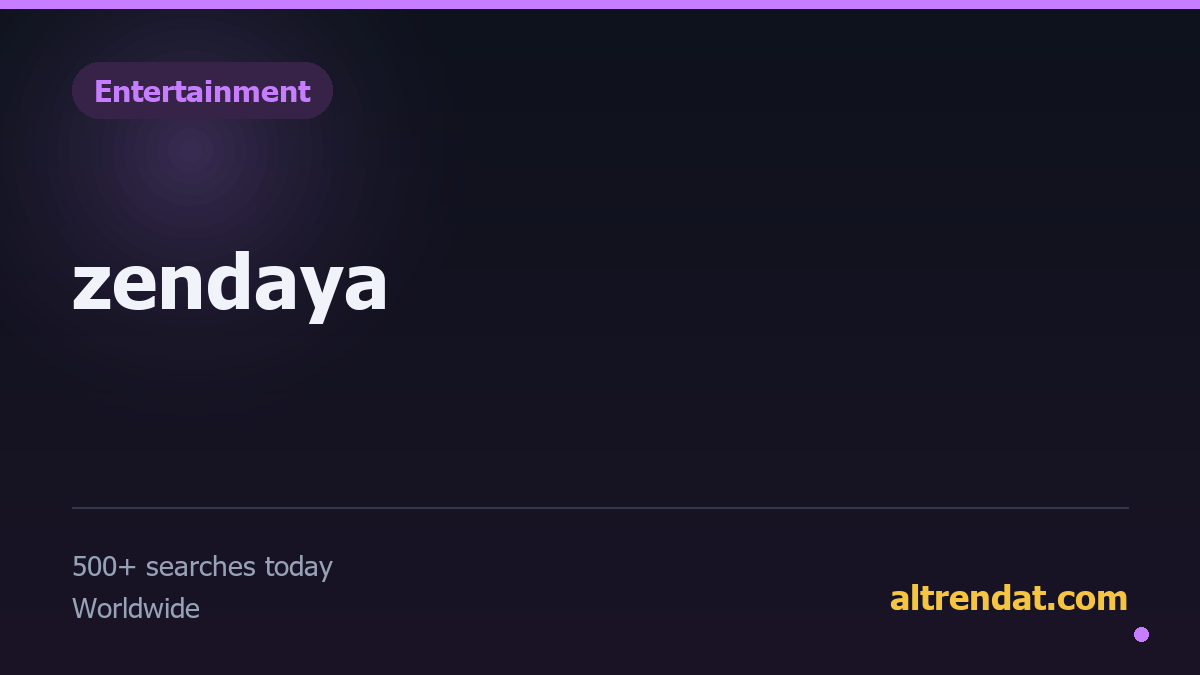 Entertainment
zendaya
500+ searches today
Worldwide
altrendat.com